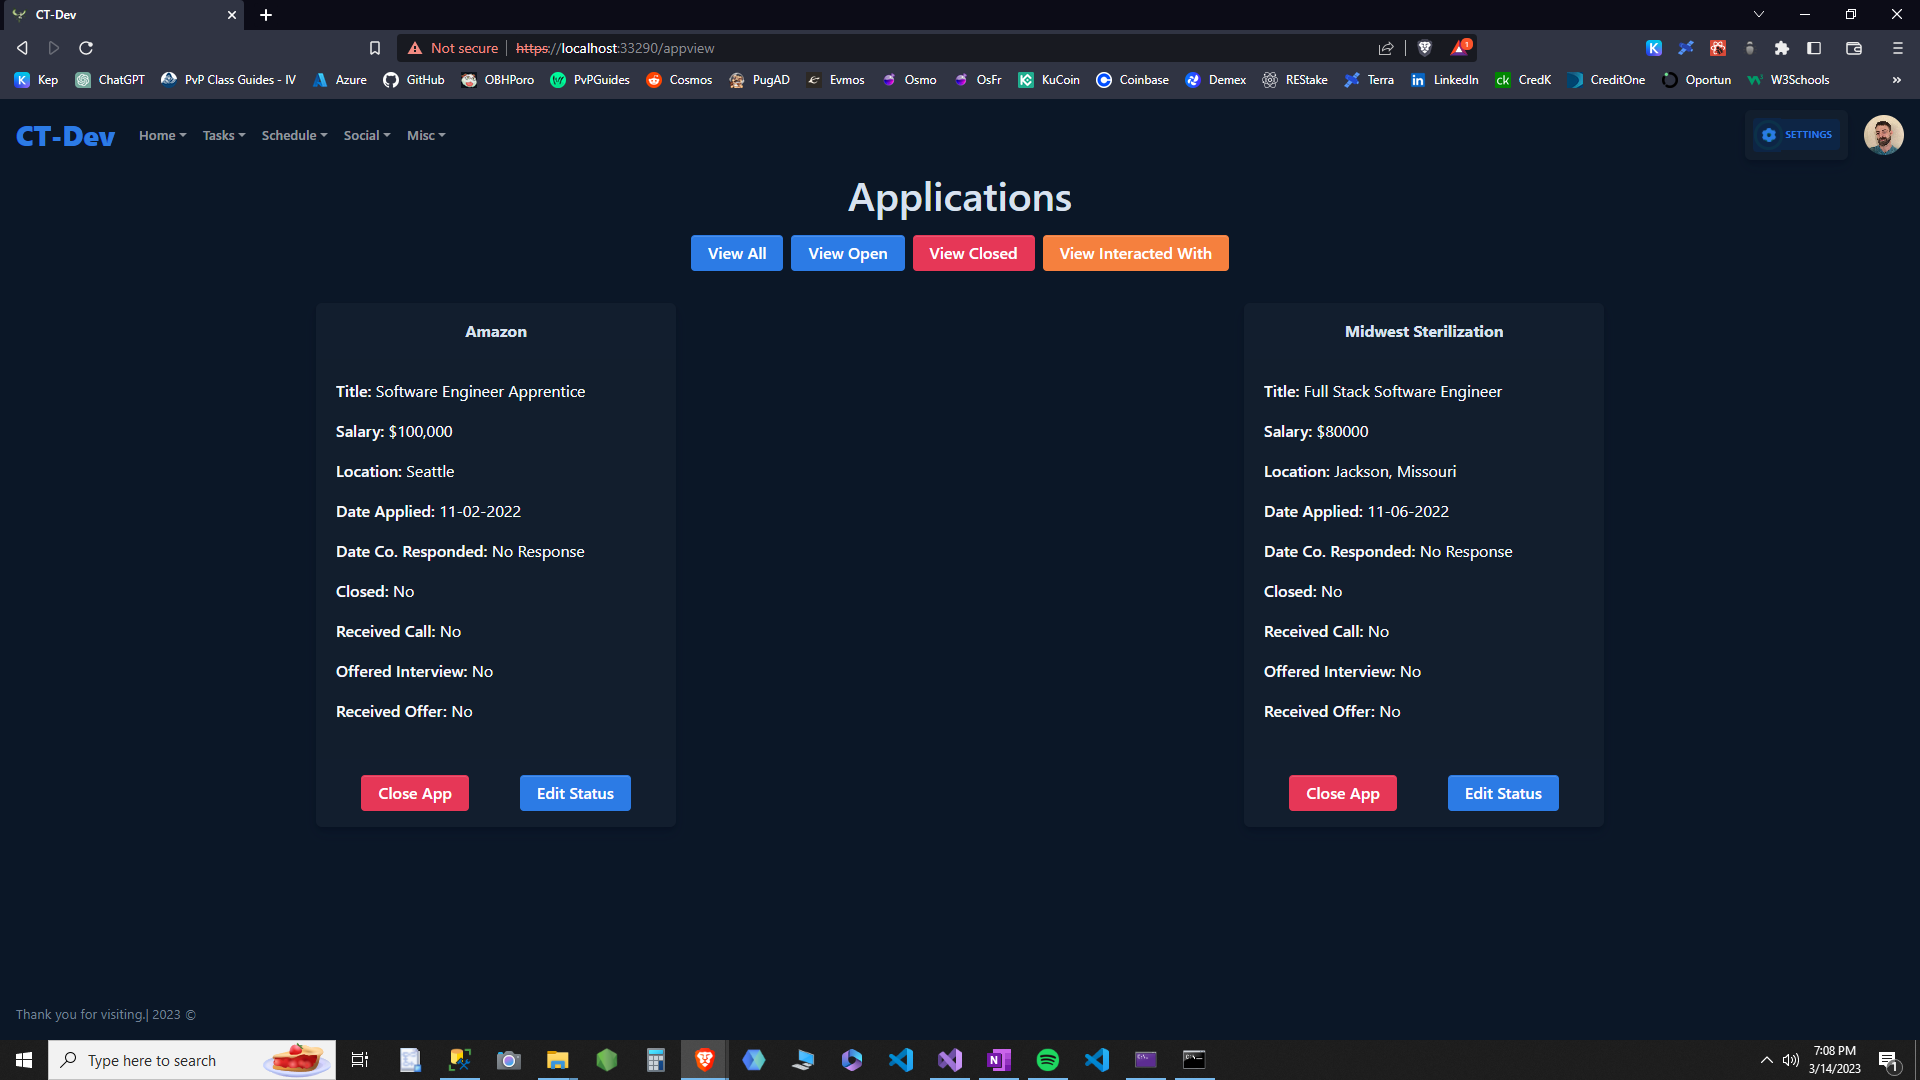 CT-Dev
Not secure https://localhost:33290/appview 1
Kep ChatGPT PvP Class Guides - IV Azure GitHub OBHPoro PvPGuides Cosmos PugAD Evmos Osmo OsFr KuCoin Coinbase Demex REStake Terra LinkedIn CredK CreditOne Oportun W3Schools »
CT-Dev Home Tasks Schedule Social Misc SETTINGS
Applications
View All View Open View Closed View Interacted With
Amazon
Title: Software Engineer Apprentice
Salary: $100,000
Location: Seattle
Date Applied: 11-02-2022
Date Co. Responded: No Response
Closed: No
Received Call: No
Offered Interview: No
Received Offer: No
Close App Edit Status
Midwest Sterilization
Title: Full Stack Software Engineer
Salary: $80000
Location: Jackson, Missouri
Date Applied: 11-06-2022
Date Co. Responded: No Response
Closed: No
Received Call: No
Offered Interview: No
Received Offer: No
Close App Edit Status
Thank you for visiting.| 2023 ©
Type here to search
7:08 PM
3/14/2023
1